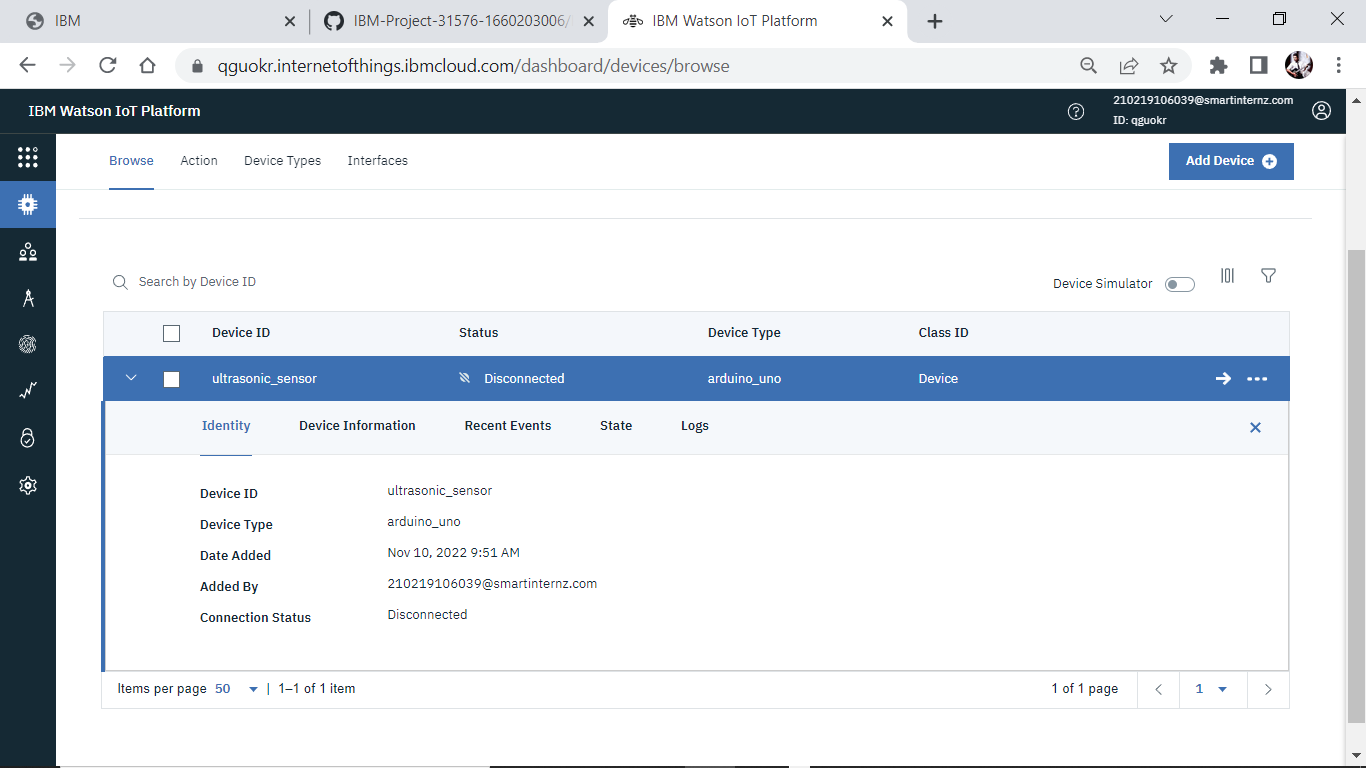 IBM
IBM-Project-31576-1660203006/
IBM Watson IoT Platform
qguokr.internetofthings.ibmcloud.com/dashboard/devices/browse
IBM Watson IoT Platform
210219106039@smartinternz.com
ID: qguokr
Browse Action Device Types Interfaces
Add Device
Search by Device ID
Device Simulator
Device ID Status Device Type Class ID
ultrasonic_sensor Disconnected arduino_uno Device
Identity Device Information Recent Events State Logs
Device ID ultrasonic_sensor
Device Type arduino_uno
Date Added Nov 10, 2022 9:51 AM
Added By 210219106039@smartinternz.com
Connection Status Disconnected
Items per page 50 | 1–1 of 1 item 1 of 1 page 1